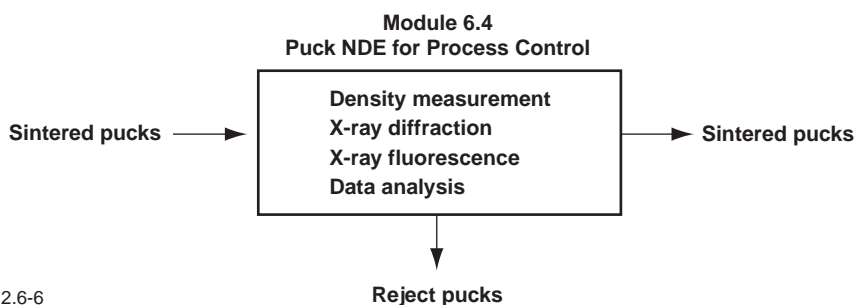 Module 6.4
Puck NDE for Process Control
Density measurement
X-ray diffraction
X-ray fluorescence
Data analysis
Sintered pucks
Sintered pucks
Reject pucks
2.6-6